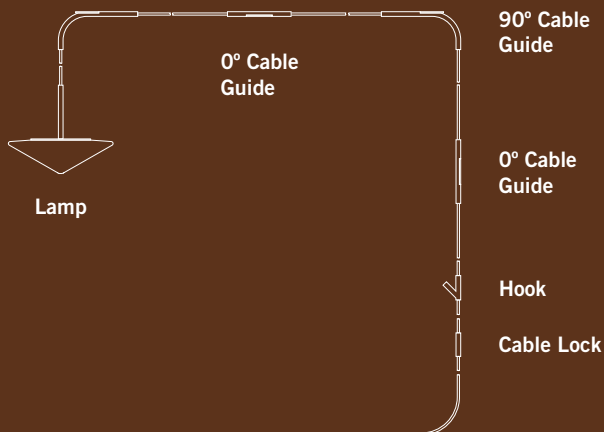 90º Cable
Guide
0º Cable
Guide
0º Cable
Guide
Lamp
Hook
Cable Lock